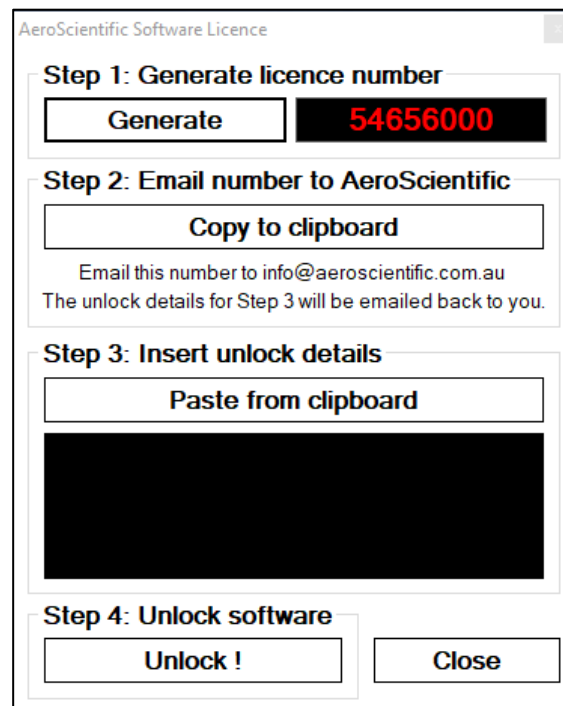 AeroScientific Software Licence
Step 1: Generate licence number
Generate 54656000
Step 2: Email number to AeroScientific
Copy to clipboard
Email this number to info@aeroscientific.com.au
The unlock details for Step 3 will be emailed back to you.
Step 3: Insert unlock details
Paste from clipboard
Step 4: Unlock software
Unlock ! Close